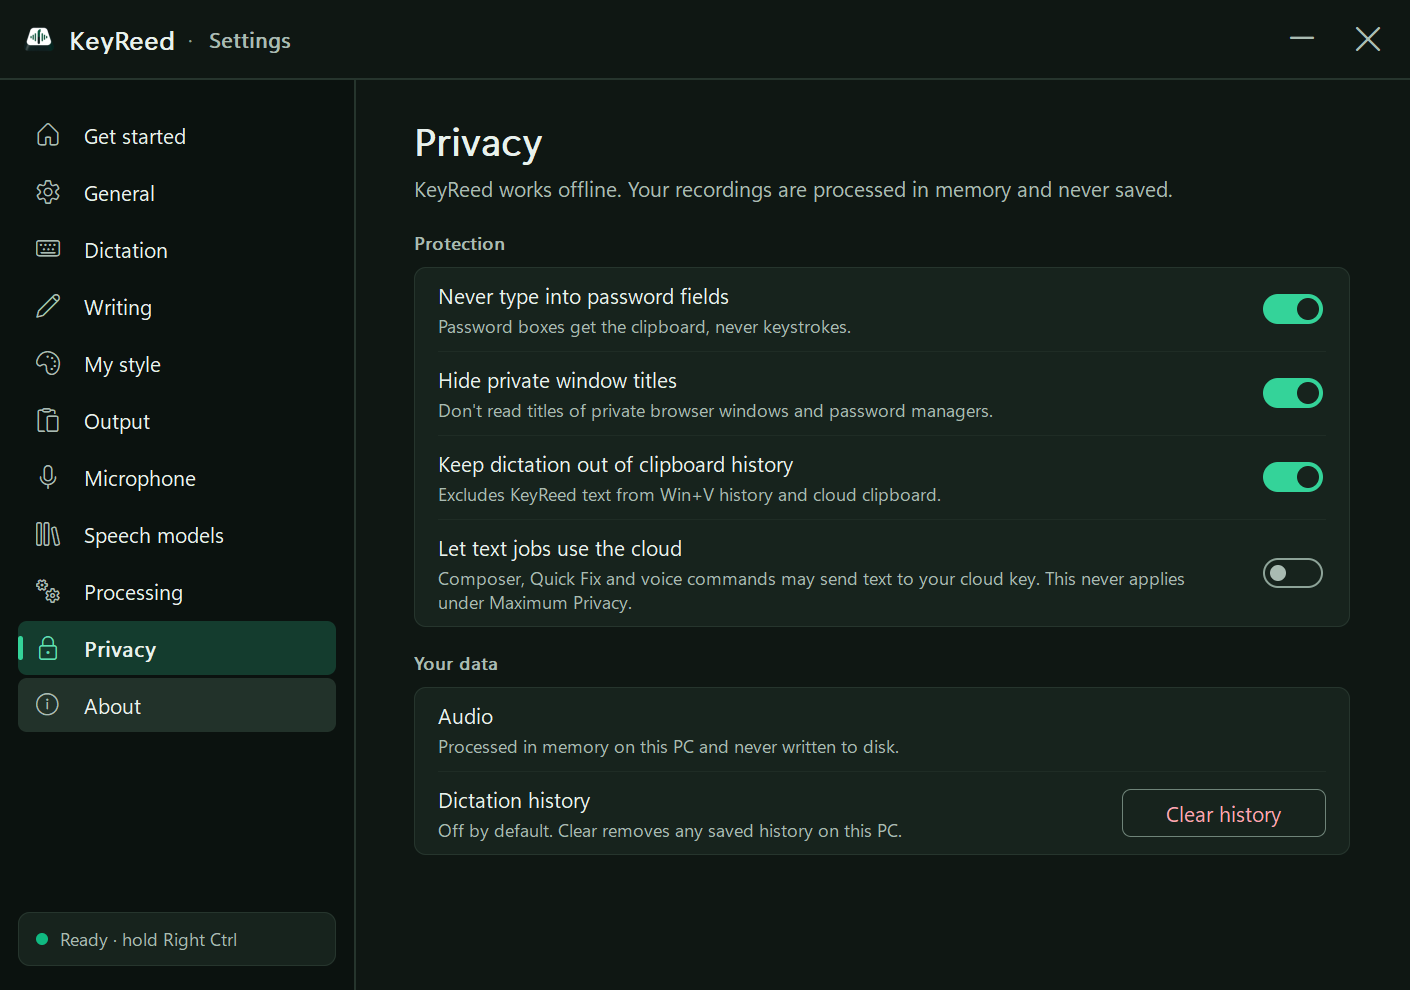 KeyReed · Settings
Get started
General
Dictation
Writing
My style
Output
Microphone
Speech models
Processing
Privacy
About
Ready · hold Right Ctrl
Privacy
KeyReed works offline. Your recordings are processed in memory and never saved.
Protection
Never type into password fields
Password boxes get the clipboard, never keystrokes.
Hide private window titles
Don't read titles of private browser windows and password managers.
Keep dictation out of clipboard history
Excludes KeyReed text from Win+V history and cloud clipboard.
Let text jobs use the cloud
Composer, Quick Fix and voice commands may send text to your cloud key. This never applies
under Maximum Privacy.
Your data
Audio
Processed in memory on this PC and never written to disk.
Dictation history
Off by default. Clear removes any saved history on this PC.
Clear history